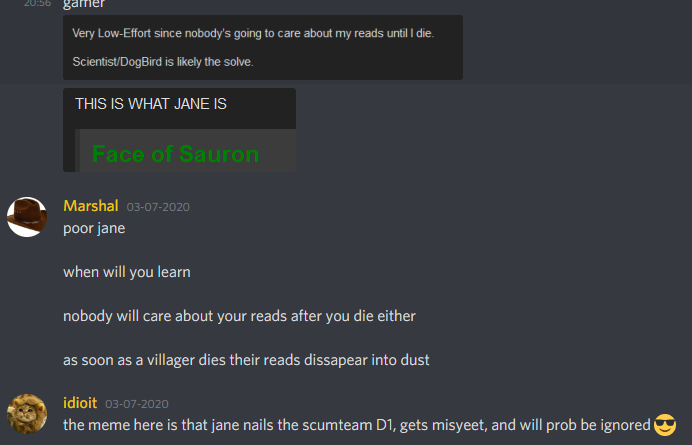 20:56 gamer
Very Low-Effort since nobody's going to care about my reads until I die.
Scientist/DogBird is likely the solve.
THIS IS WHAT JANE IS
Face of Sauron
Marshal 03-07-2020
poor jane
when will you learn
nobody will care about your reads after you die either
as soon as a villager dies their reads dissapear into dust
idioit 03-07-2020
the meme here is that jane nails the scumteam D1, gets misyeet, and will prob be ignored 😎